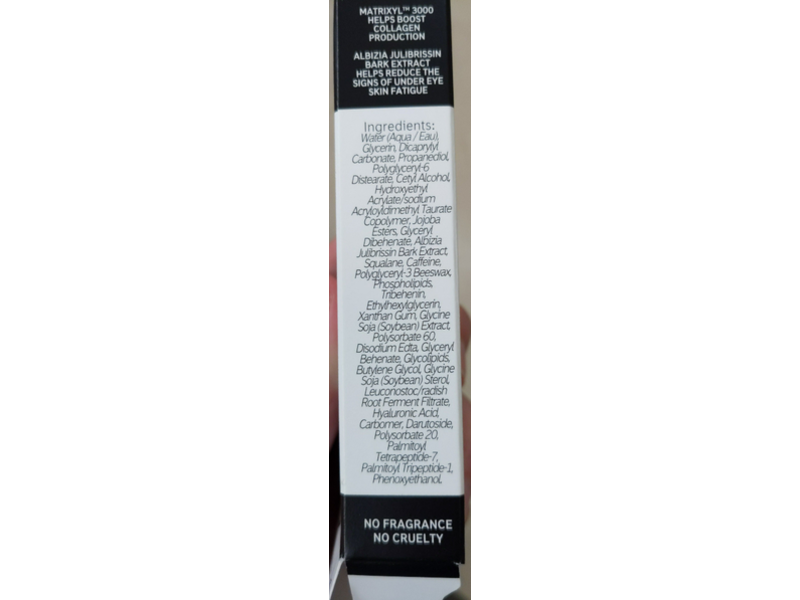 MATRIXYL™ 3000
HELPS BOOST
COLLAGEN
PRODUCTION
ALBIZIA JULIBRISSIN
BARK EXTRACT
HELPS REDUCE THE
SIGNS OF UNDER EYE
SKIN FATIGUE
Ingredients:
Water (Aqua / Eau),
Glycerin, Dicaprylyl
Carbonate, Propanediol,
Polyglyceryl-6
Distearate, Cetyl Alcohol,
Hydroxyethyl
Acrylate/sodium
Acryloyldimethyl Taurate
Copolymer, Jojoba
Esters, Glyceryl
Dibehenate, Albizia
Julibrissin Bark Extract,
Squalane, Caffeine,
Polyglyceryl-3 Beeswax,
Phospholipids,
Tribehenin,
Ethylhexylglycerin,
Xanthan Gum, Glycine
Soja (Soybean) Extract,
Polysorbate 60,
Disodium Edta, Glyceryl
Behenate, Glycolipids,
Butylene Glycol, Glycine
Soja (Soybean) Sterol,
Leuconostoc/radish
Root Ferment Filtrate,
Hyaluronic Acid,
Carbomer, Darutoside,
Polysorbate 20,
Palmitoyl
Tetrapeptide-7,
Palmitoyl Tripeptide-1,
Phenoxyethanol.
NO FRAGRANCE
NO CRUELTY